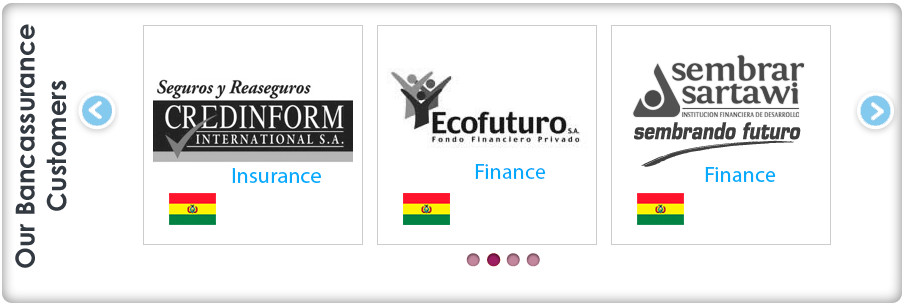 Our Bancassurance
Customers
Seguros y Reaseguros
CREDINFORM
INTERNATIONAL S.A.
Insurance
Ecofuturo S.A.
Fondo Financiero Privado
Finance
sembrar
sartawi
INSTITUCION FINANCIERA DE DESARROLLO
sembrando futuro
Finance